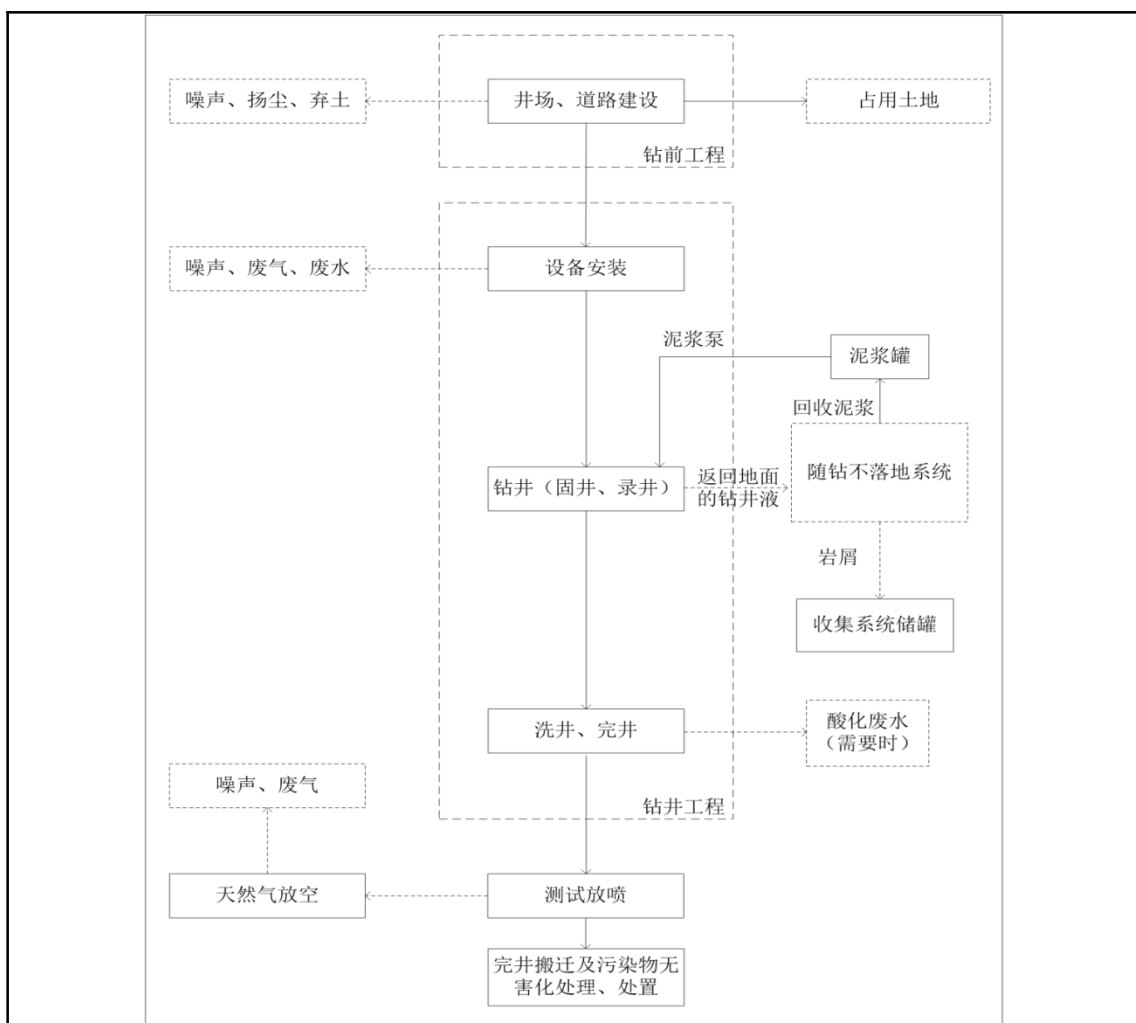 噪声、扬尘、弃土
井场、道路建设
占用土地
钻前工程
噪声、废气、废水
设备安装
泥浆泵
泥浆罐
回收泥浆
钻井（固井、录井）
返回地面
的钻井液
随钻不落地系统
岩屑
收集系统储罐
洗井、完井
酸化废水
（需要时）
噪声、废气
钻井工程
天然气放空
测试放喷
完井搬迁及污染物无
害化处理、处置